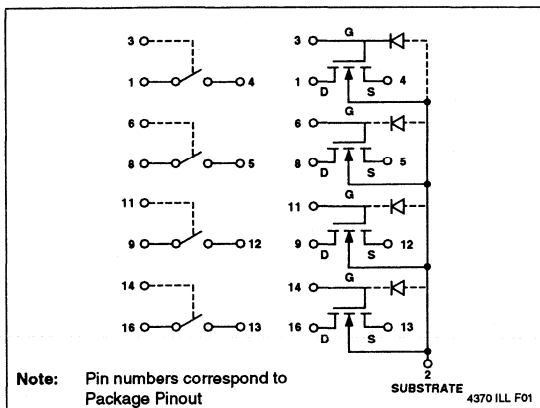 3 G 3
1 4 1 D S 4
6 G 6
8 5 8 D S 5
11 G 11
9 12 9 D S 12
14 G 14
16 13 16 D S 13
2
SUBSTRATE
Note: Pin numbers correspond to
Package Pinout
4370 ILL F01